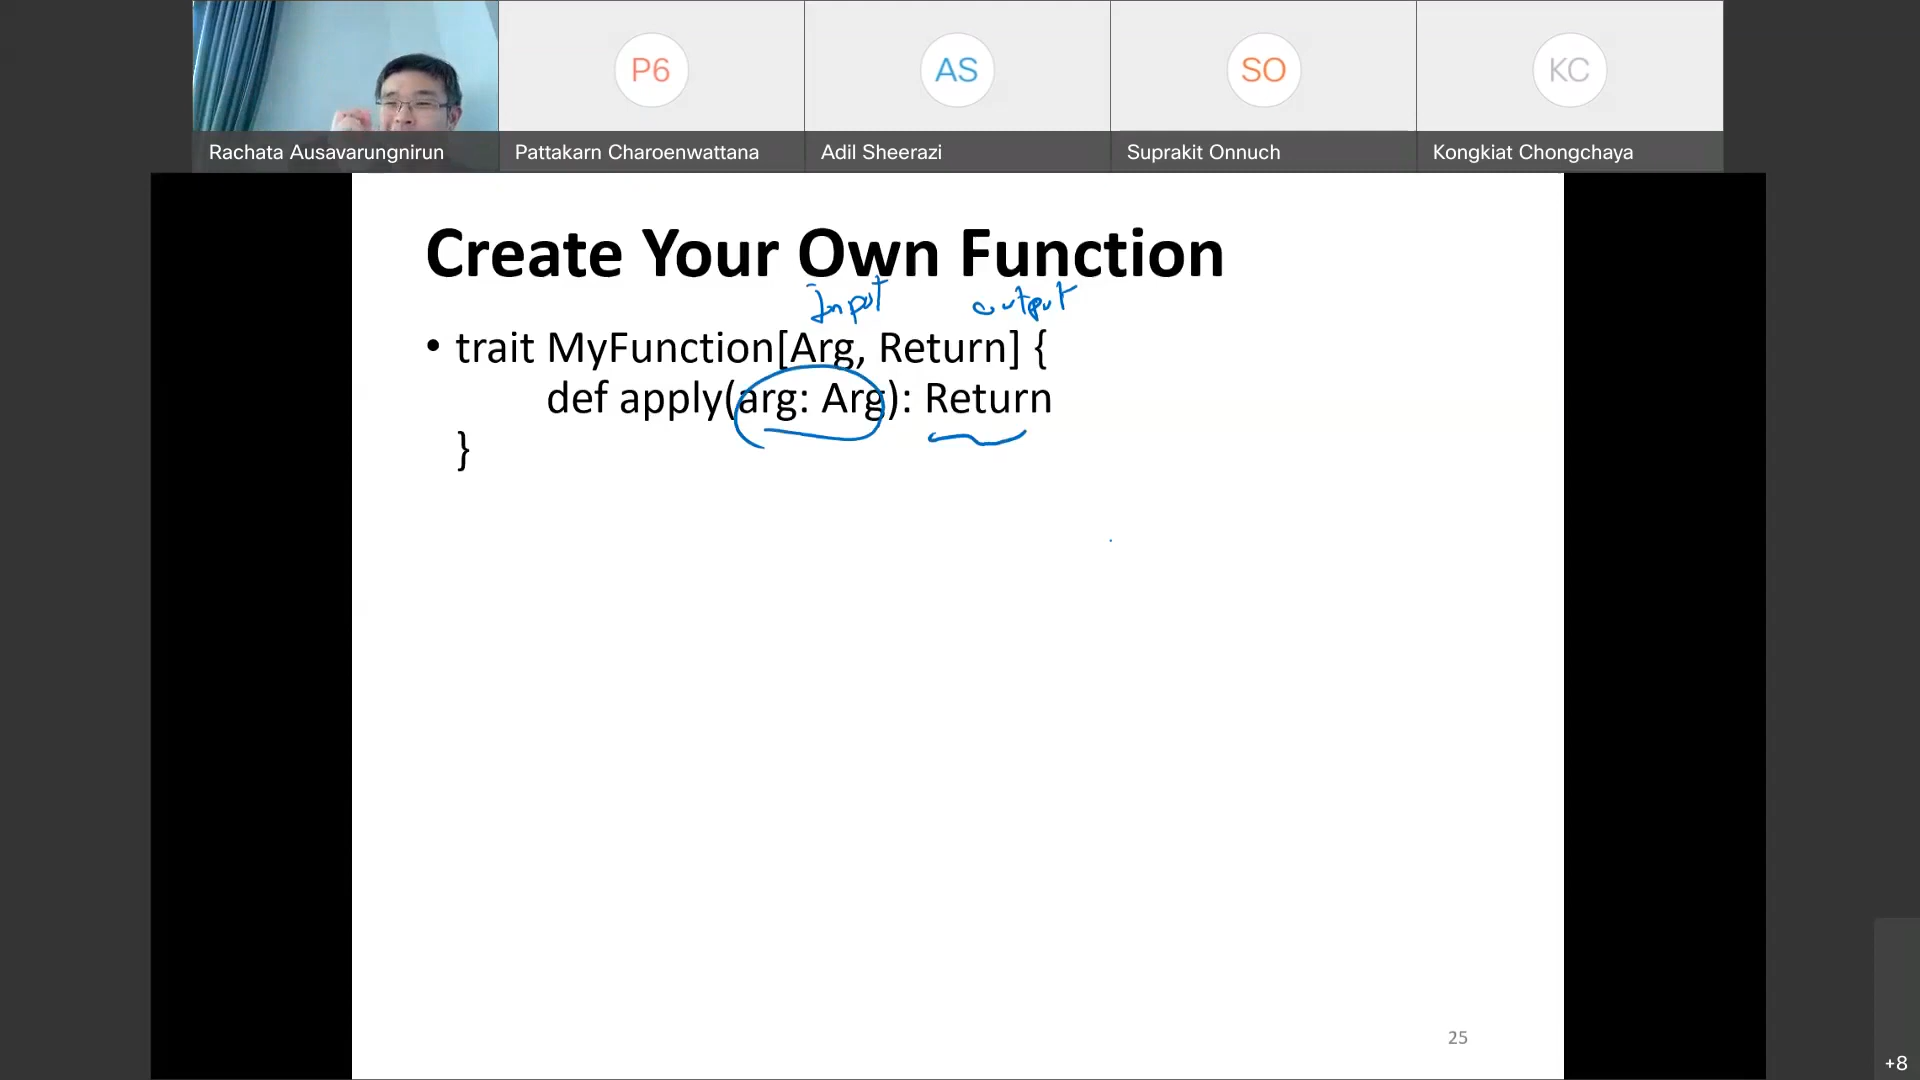 P6
AS
SO
KC
Rachata Ausavarungnirun
Pattakarn Charoenwattana
Adil Sheerazi
Suprakit Onnuch
Kongkiat Chongchaya
Create Your Own Function
Input output
• trait MyFunction[Arg, Return] {
def apply(arg: Arg): Return
}
25
+8